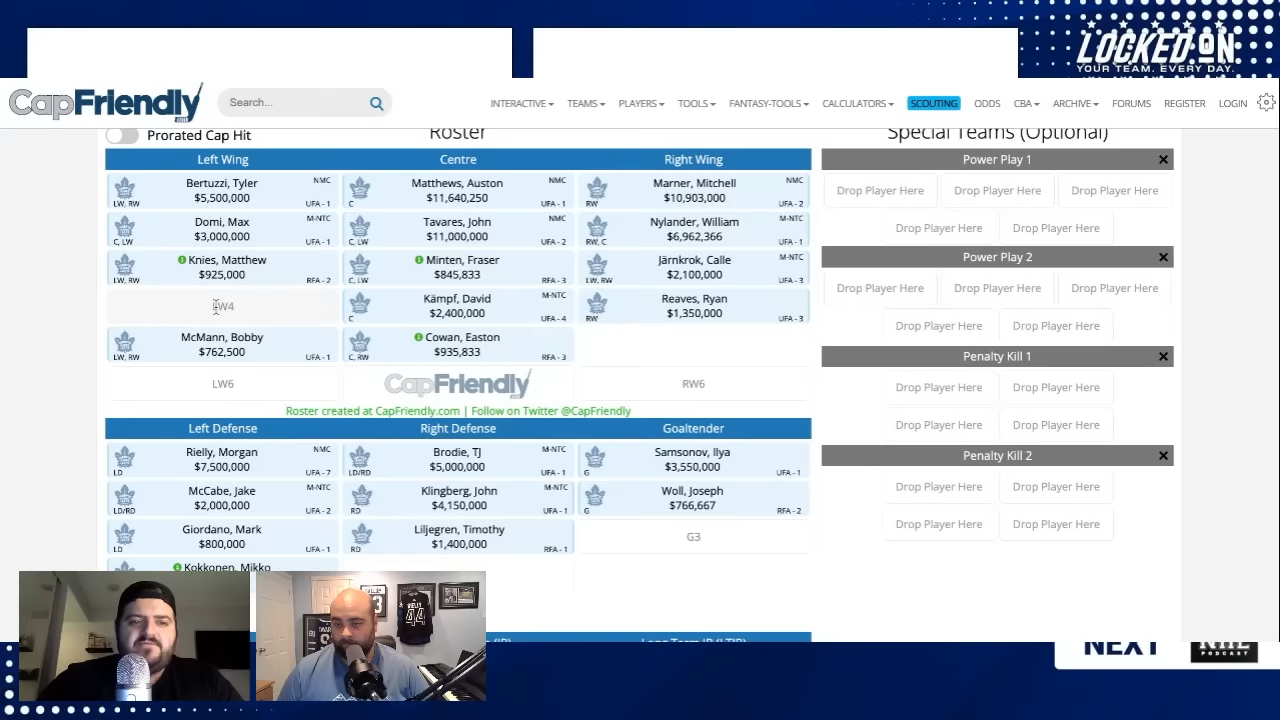 LOCKED ON
YOUR TEAM. EVERY DAY.
CapFriendly
Search...
INTERACTIVE TEAMS PLAYERS TOOLS FANTASY-TOOLS CALCULATORS SCOUTING ODDS CBA ARCHIVE FORUMS REGISTER LOGIN
Prorated Cap Hit
Roster
Special Teams (Optional)
Left Wing Centre Right Wing
Bertuzzi, Tyler NMC
$5,500,000
LW, RW UFA - 1
Matthews, Auston NMC
$11,640,250
C UFA - 1
Marner, Mitchell NMC
$10,903,000
RW UFA - 2
Domi, Max M-NTC
$3,000,000
C, LW UFA - 1
Tavares, John NMC
$11,000,000
C, LW UFA - 2
Nylander, William M-NTC
$6,962,366
RW, C UFA - 1
Knies, Matthew
$925,000
LW, RW RFA - 2
Minten, Fraser
$845,833
C, LW RFA - 3
Järnkrok, Calle M-NTC
$2,100,000
LW, RW UFA - 3
LW4
Kämpf, David M-NTC
$2,400,000
C UFA - 4
Reaves, Ryan
$1,350,000
RW UFA - 3
McMann, Bobby
$762,500
LW, RW UFA - 1
Cowan, Easton
$935,833
C, RW RFA - 3
LW6 CapFriendly RW6
Roster created at CapFriendly.com | Follow on Twitter @CapFriendly
Left Defense Right Defense Goaltender
Rielly, Morgan NMC
$7,500,000
LD UFA - 7
Brodie, TJ M-NTC
$5,000,000
LD/RD UFA - 1
Samsonov, Ilya
$3,550,000
G UFA - 1
McCabe, Jake M-NTC
$2,000,000
LD/RD UFA - 2
Klingberg, John M-NTC
$4,150,000
RD UFA - 1
Woll, Joseph
$766,667
G RFA - 2
Giordano, Mark
$800,000
LD UFA - 1
Liljegren, Timothy
$1,400,000
RD RFA - 1
G3
Kokkonen, Mikko
Power Play 1 X
Drop Player Here Drop Player Here Drop Player Here
Drop Player Here Drop Player Here
Power Play 2 X
Drop Player Here Drop Player Here Drop Player Here
Drop Player Here Drop Player Here
Penalty Kill 1 X
Drop Player Here Drop Player Here
Drop Player Here Drop Player Here
Penalty Kill 2 X
Drop Player Here Drop Player Here
Drop Player Here Drop Player Here
44
NEXT
NHL
PODCAST